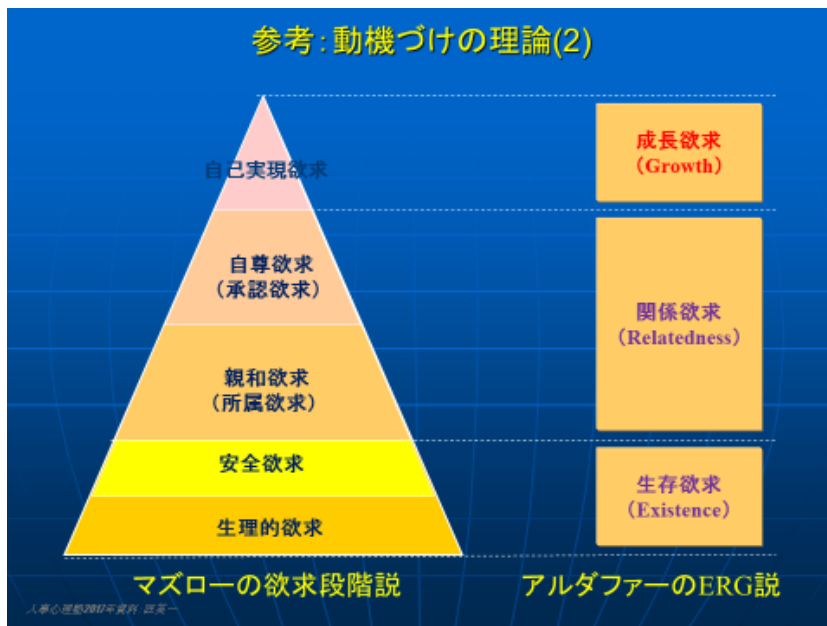 参考:動機づけの理論(2)
自己実現欲求
自尊欲求
(承認欲求)
親和欲求
(所属欲求)
安全欲求
生理的欲求
マズローの欲求段階説
成長欲求
(Growth)
関係欲求
(Relatedness)
生存欲求
(Existence)
アルダファーのERG説